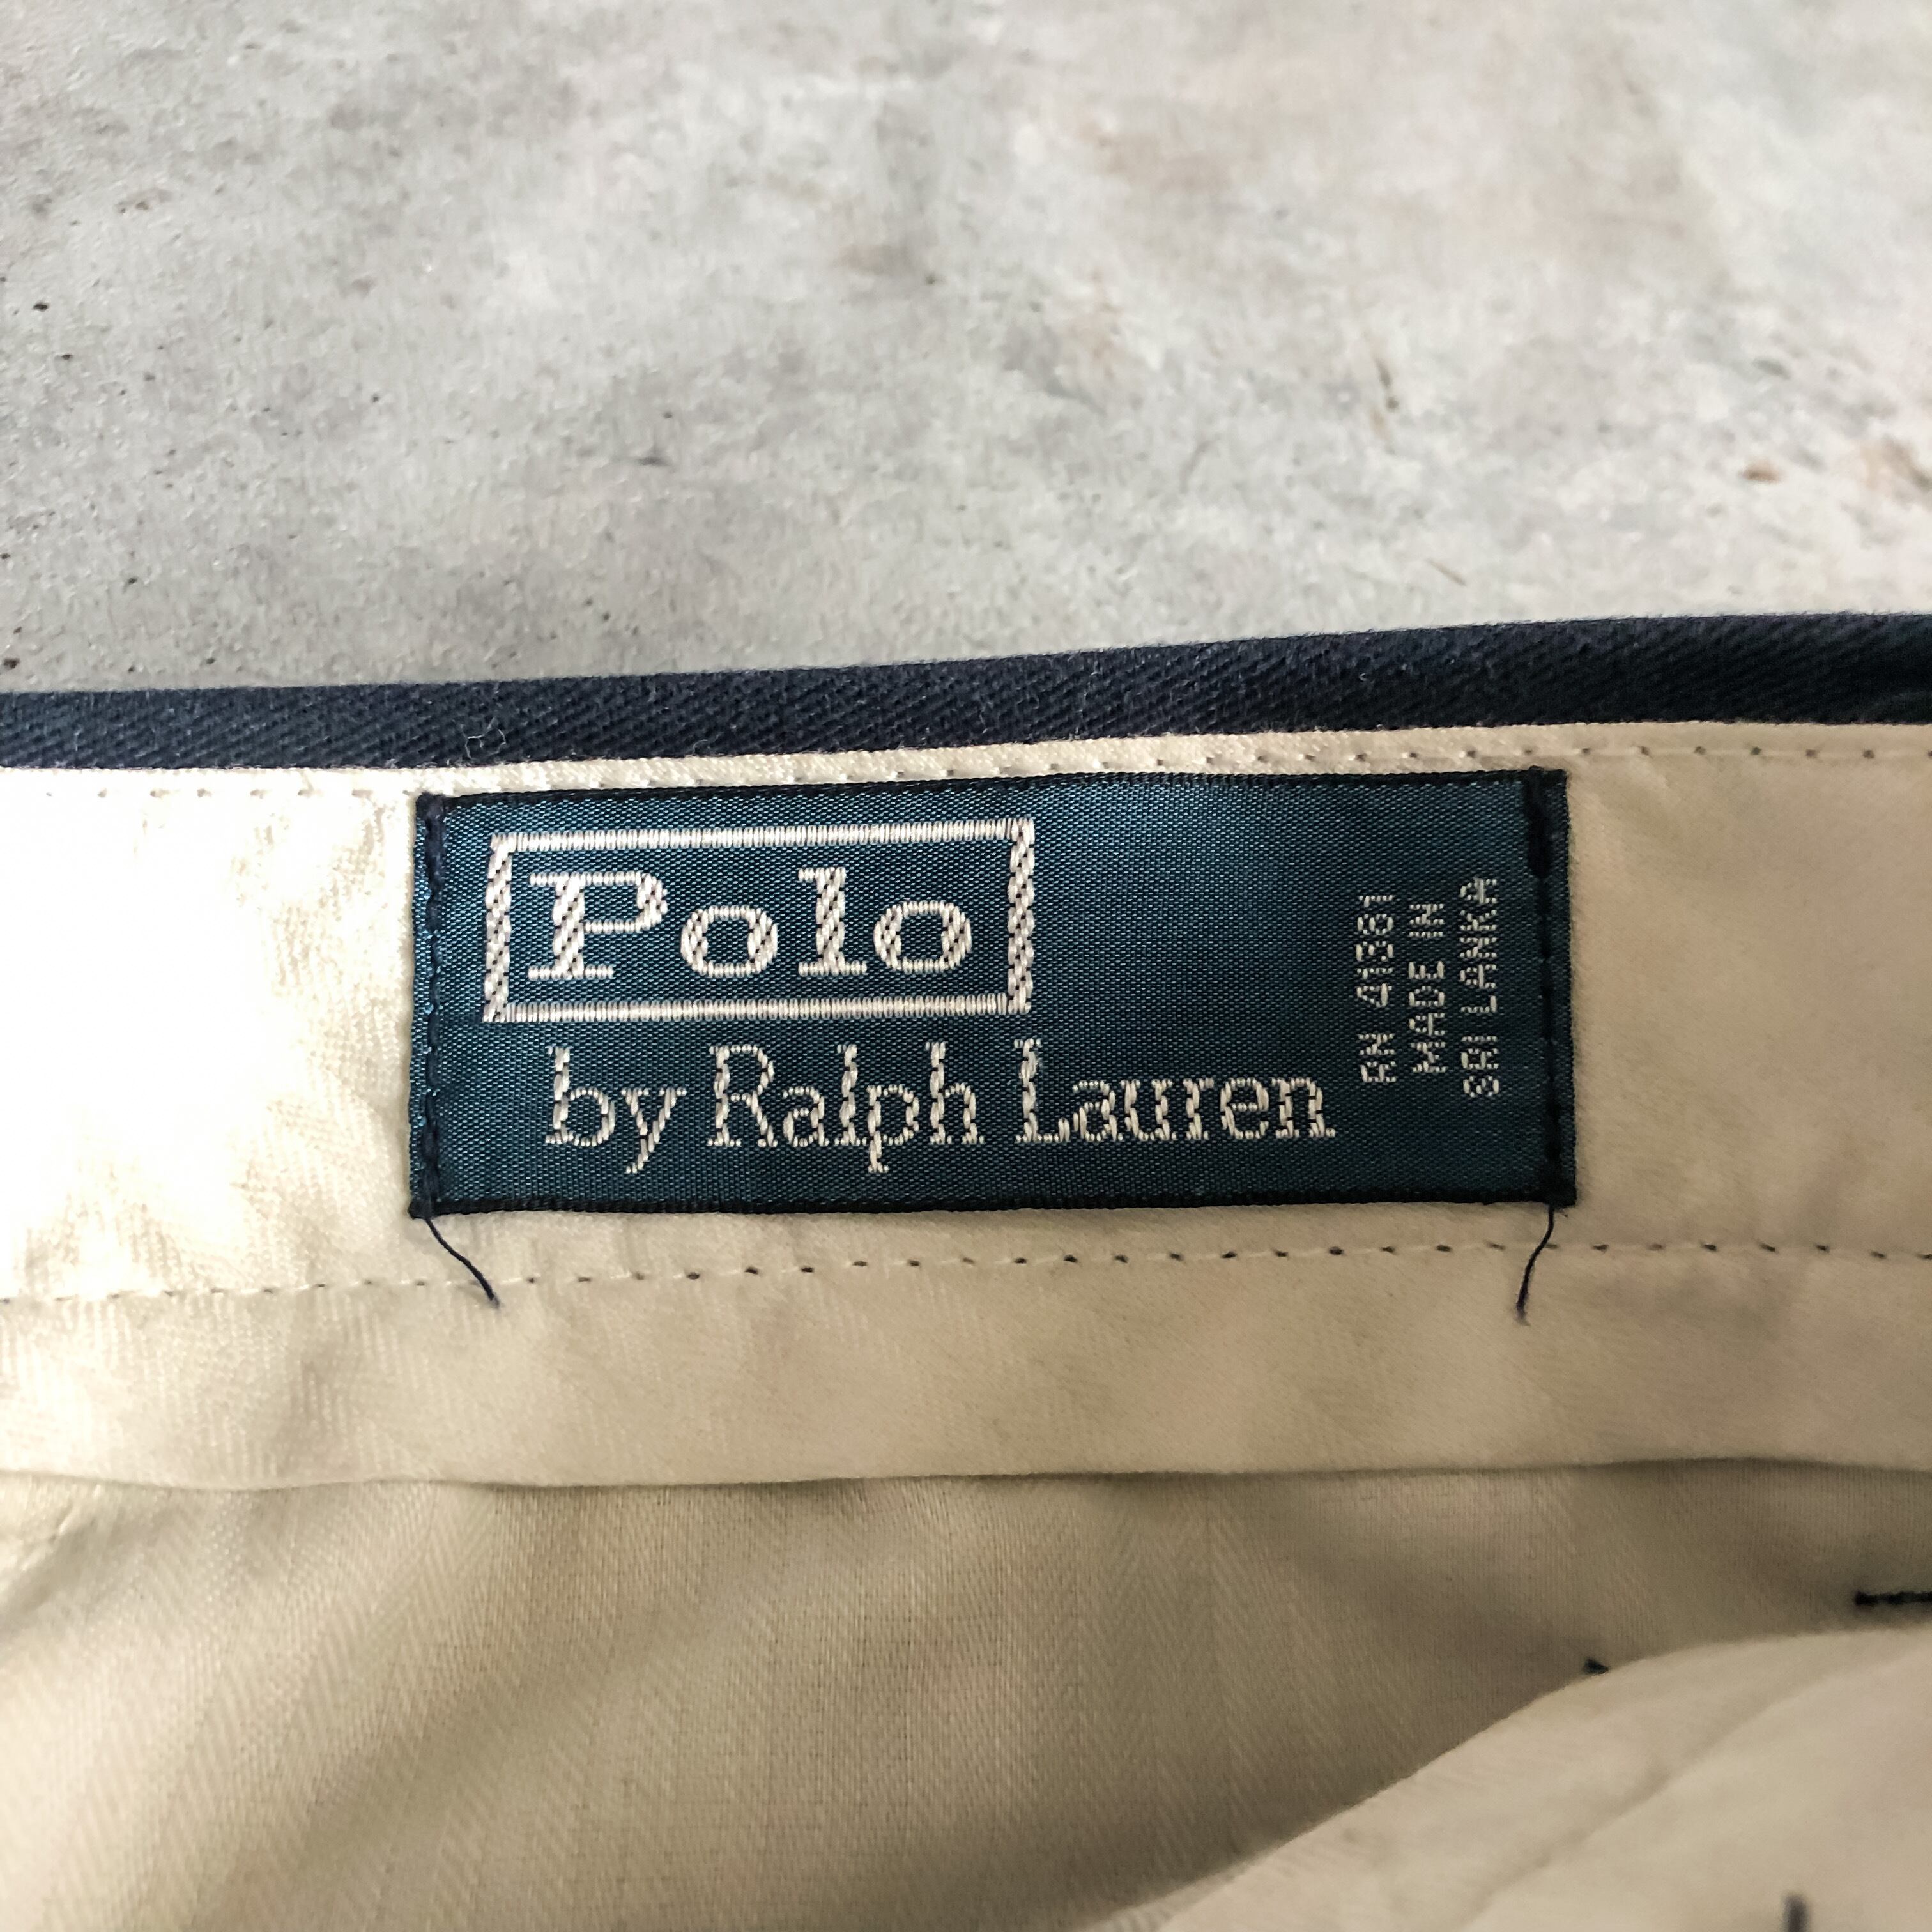 Polo
by Ralph Lauren
RN 41381
MADE IN
SRI LANKA